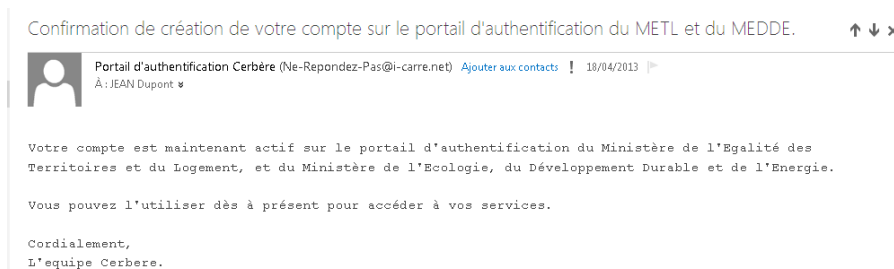 Confirmation de création de votre compte sur le portail d'authentification du METL et du MEDDE.
Portail d'authentification Cerbère (Ne-Repondez-Pas@i-carre.net) Ajouter aux contacts ! 18/04/2013
À : JEAN Dupont
Votre compte est maintenant actif sur le portail d'authentification du Ministère de l'Egalité des
Territoires et du Logement, et du Ministère de l'Ecologie, du Développement Durable et de l'Energie.
Vous pouvez l'utiliser dès à présent pour accéder à vos services.
Cordialement,
L'equipe Cerbere.